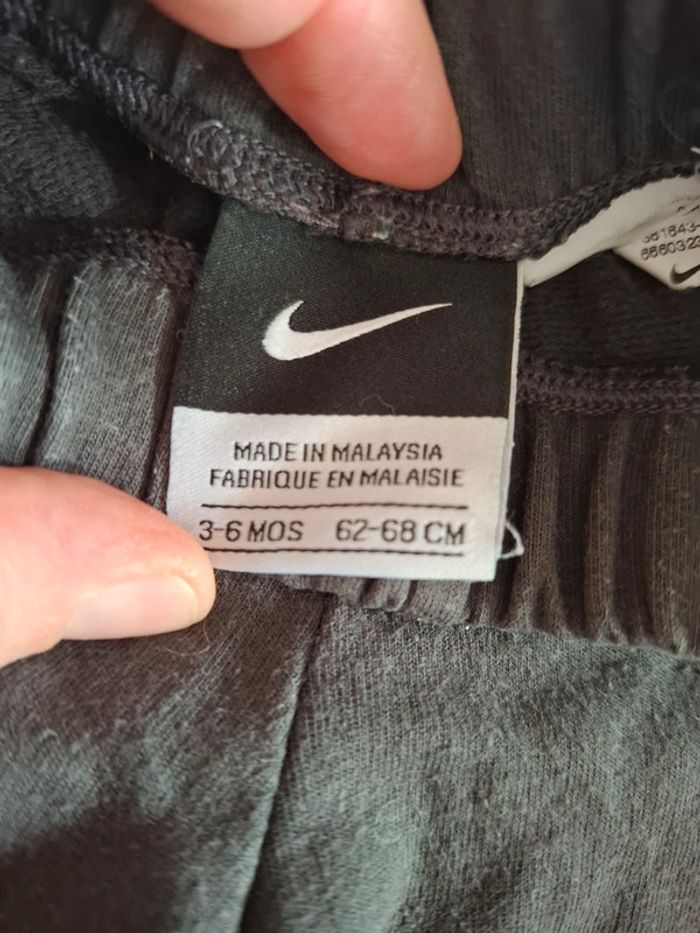 MADE IN MALAYSIA
FABRIQUE EN MALAISIE
3-6 MOS 62-68 CM